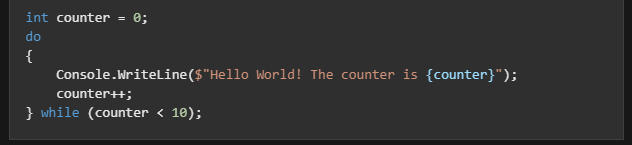 int counter = 0;
do
{
    Console.WriteLine($"Hello World! The counter is {counter}");
    counter++;
} while (counter < 10);